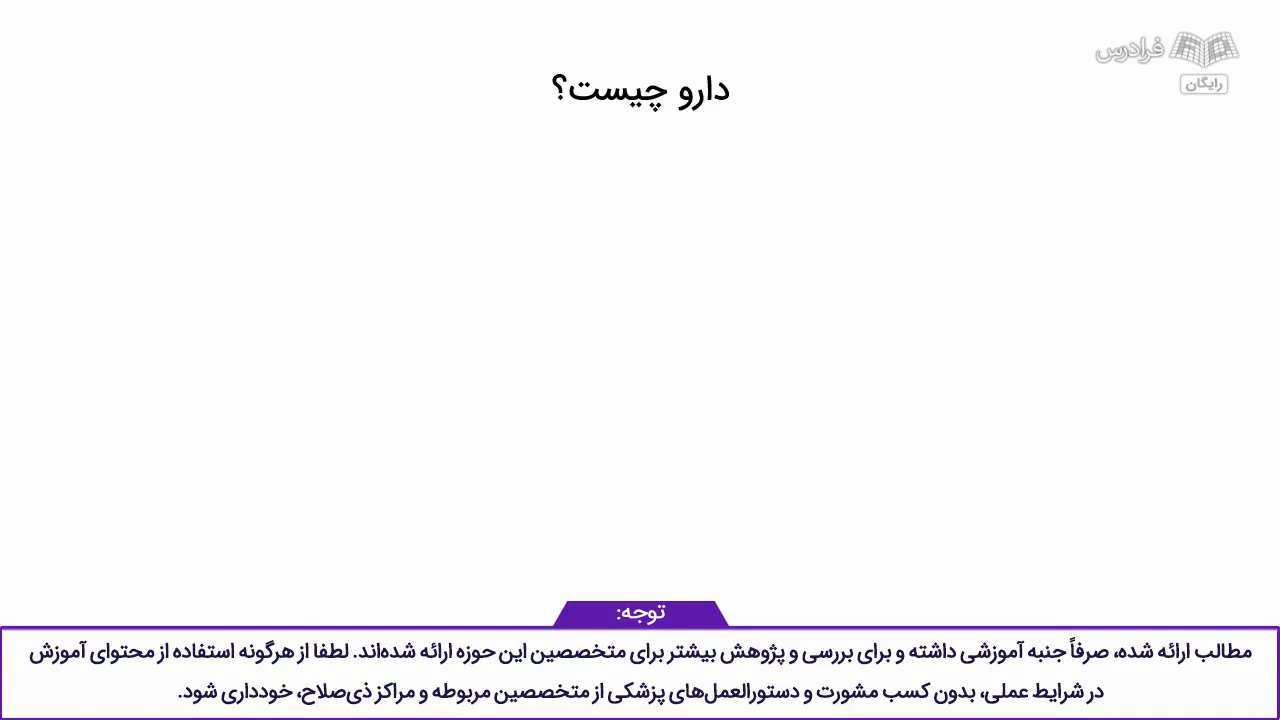 فرادرس
رایگان
دارو چیست؟
توجه:
مطالب ارائه شده، صرفاً جنبه آموزشی داشته و برای بررسی و پژوهش بیشتر برای متخصصین این حوزه ارائه شده‌اند. لطفا از هرگونه استفاده از محتوای آموزش
در شرایط عملی، بدون کسب مشورت و دستورالعمل‌های پزشکی از متخصصین مربوطه و مراکز ذی‌صلاح، خودداری شود.